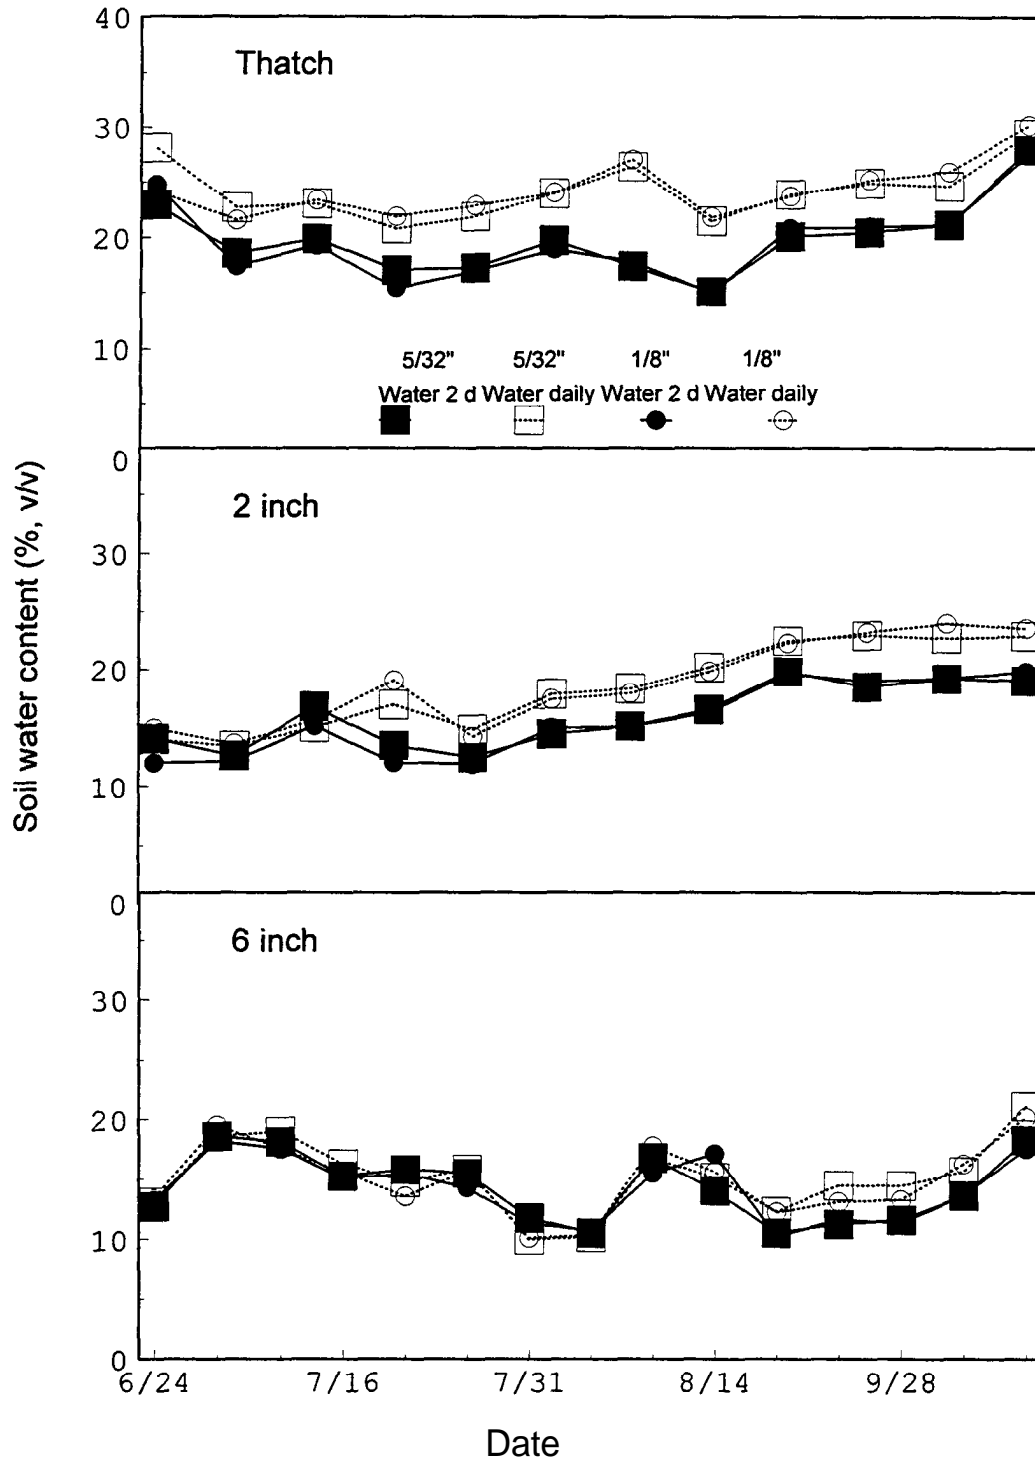 40
Thatch
30
20
10
5/32" 5/32" 1/8" 1/8"
Water 2 d Water daily Water 2 d Water daily
0
2 inch
30
20
10
0
6 inch
30
20
10
0
6/24 7/16 7/31 8/14 9/28
Date
Soil water content (%, v/v)